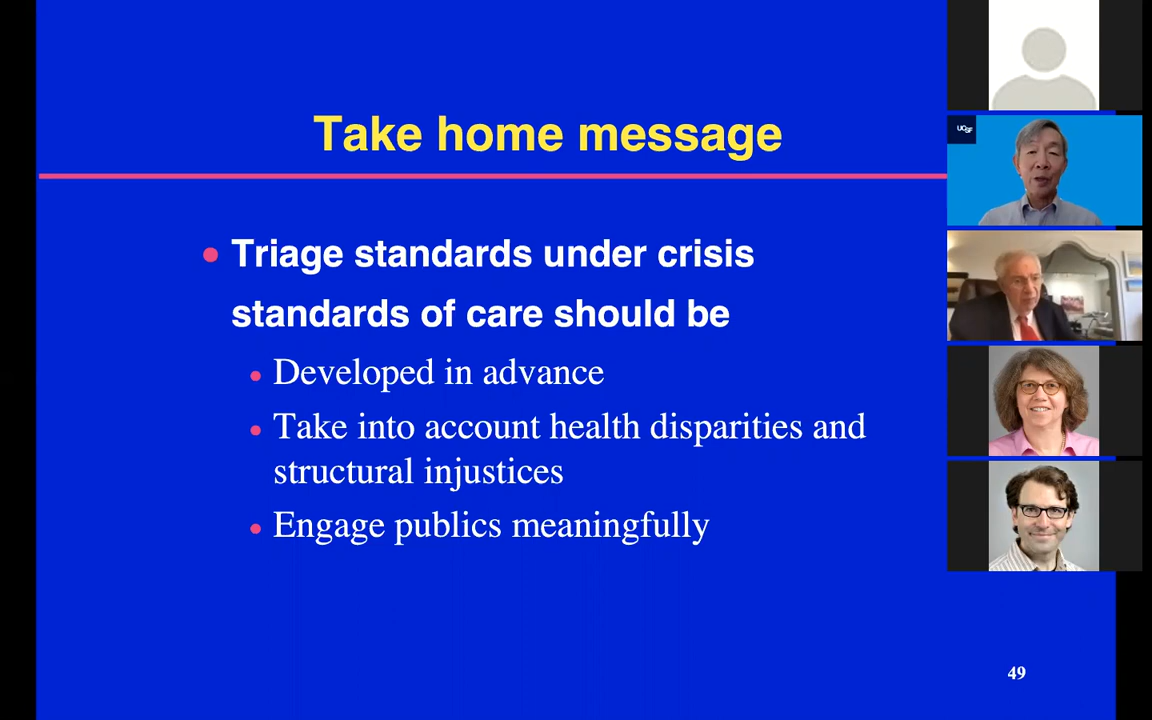 Take home message
Triage standards under crisis
standards of care should be
Developed in advance
Take into account health disparities and
structural injustices
Engage publics meaningfully
49
UCSF